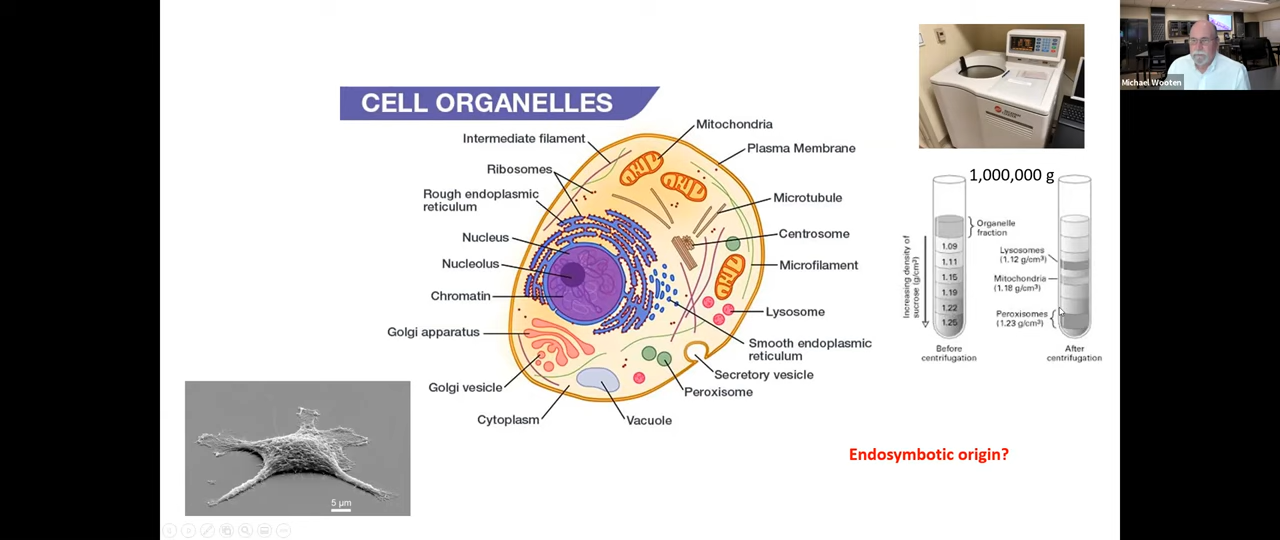 CELL ORGANELLES
Intermediate filament
Ribosomes
Rough endoplasmic
reticulum
Nucleus
Nucleolus
Chromatin
Golgi apparatus
Golgi vesicle
Cytoplasm
Vacuole
Mitochondria
Plasma Membrane
Microtubule
Centrosome
Microfilament
Lysosome
Smooth endoplasmic
reticulum
Secretory vesicle
Peroxisome
5 µm
1,000,000 g
Increasing density of
sucrose (g/cm³)
Organelle
fraction
1.09
1.11
1.15
1.19
1.22
1.25
Before
centrifugation
Lysosomes
(1.12 g/cm³)
Mitochondria
(1.18 g/cm³)
Peroxisomes
(1.23 g/cm³)
After
centrifugation
Endosymbotic origin?
Michael Wooten